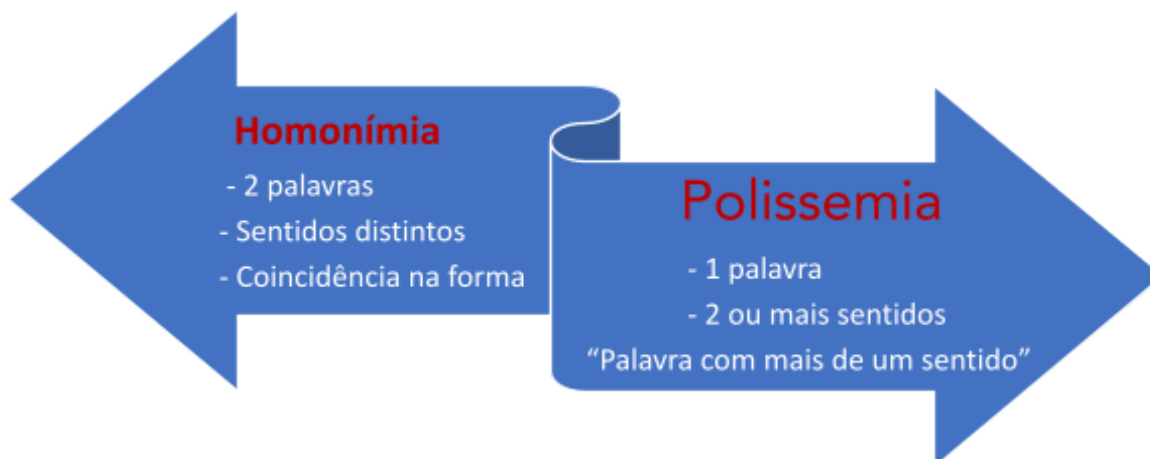 Homonímia
- 2 palavras
- Sentidos distintos
- Coincidência na forma
Polissemia
- 1 palavra
- 2 ou mais sentidos
“Palavra com mais de um sentido”